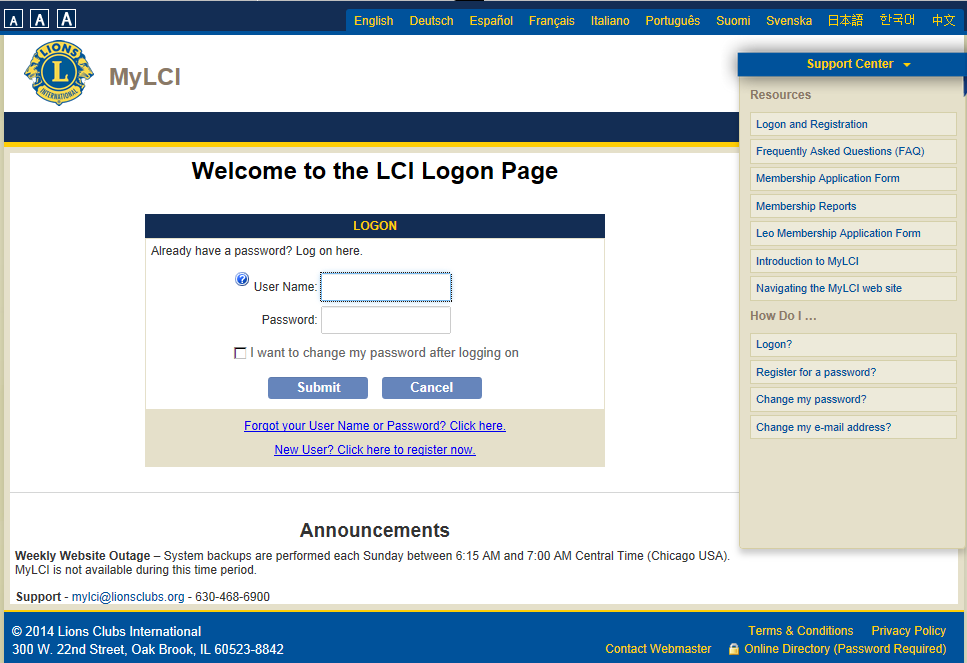 A A A
English Deutsch Español Français Italiano Português Suomi Svenska 日本語 한국어 中文
LIONS
L
INTERNATIONAL
MyLCI
Support Center
Resources
Logon and Registration
Frequently Asked Questions (FAQ)
Membership Application Form
Membership Reports
Leo Membership Application Form
Introduction to MyLCI
Navigating the MyLCI web site
How Do I ...
Logon?
Register for a password?
Change my password?
Change my e-mail address?
Welcome to the LCI Logon Page
LOGON
Already have a password? Log on here.
? User Name:
Password:
I want to change my password after logging on
Submit Cancel
Forgot your User Name or Password? Click here.
New User? Click here to register now.
Announcements
Weekly Website Outage – System backups are performed each Sunday between 6:15 AM and 7:00 AM Central Time (Chicago USA).
MyLCI is not available during this time period.
Support - mylci@lionsclubs.org - 630-468-6900
© 2014 Lions Clubs International
300 W. 22nd Street, Oak Brook, IL 60523-8842
Terms & Conditions Privacy Policy
Contact Webmaster Online Directory (Password Required)